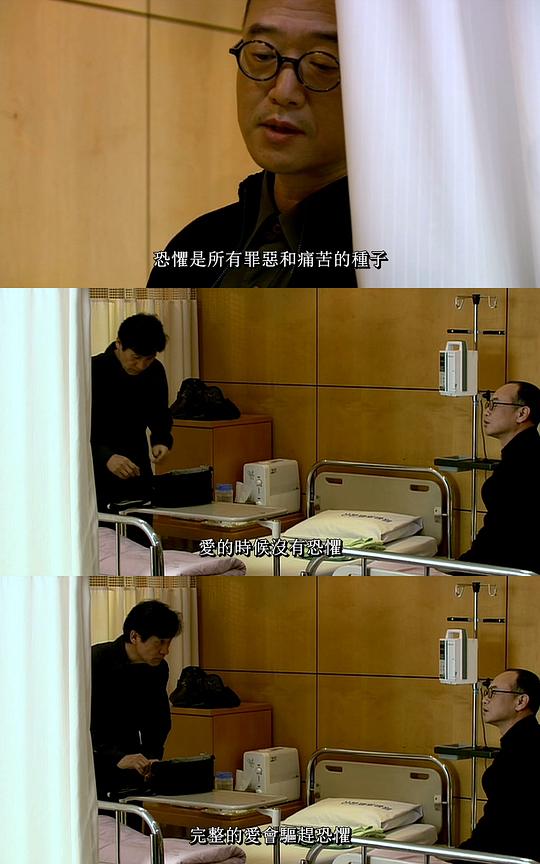 恐懼是所有罪惡和痛苦的種子
愛的時候沒有恐懼
完整的愛會驅趕恐懼